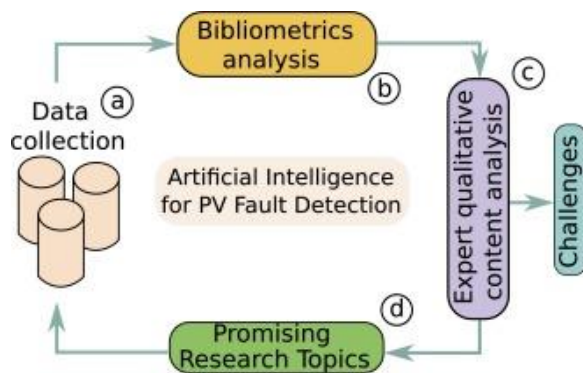 Bibliometrics
analysis
b
c
Data
collection
a
Artificial Intelligence
for PV Fault Detection
Expert qualitative
content analysis
Challenges
d
Promising
Research Topics